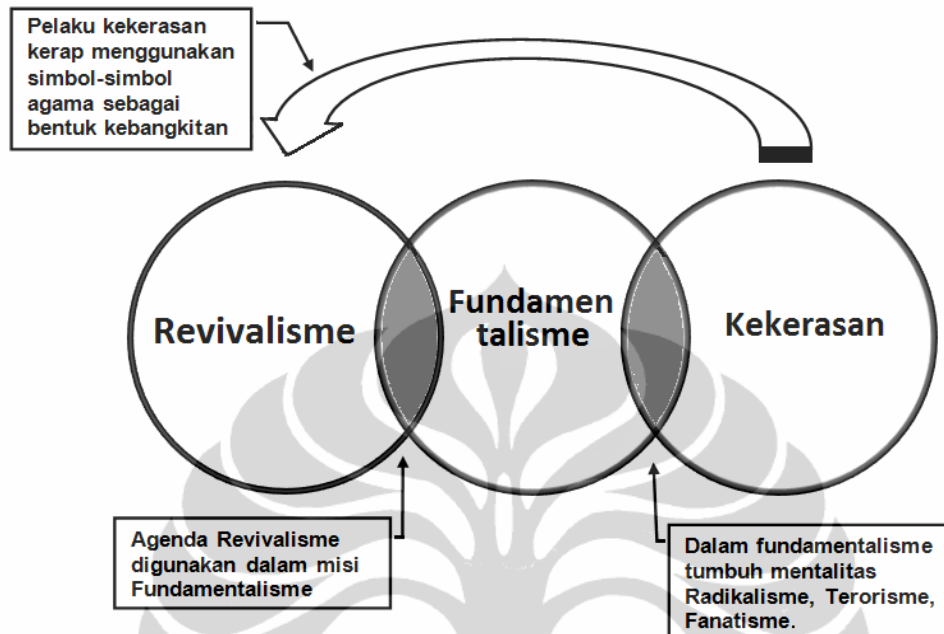 Pelaku kekerasan
kerap menggunakan
simbol-simbol
agama sebagai
bentuk kebangkitan
Revivalisme
Fundamen
talisme
Kekerasan
Agenda Revivalisme
digunakan dalam misi
Fundamentalisme
Dalam fundamentalisme
tumbuh mentalitas
Radikalisme, Terorisme,
Fanatisme.